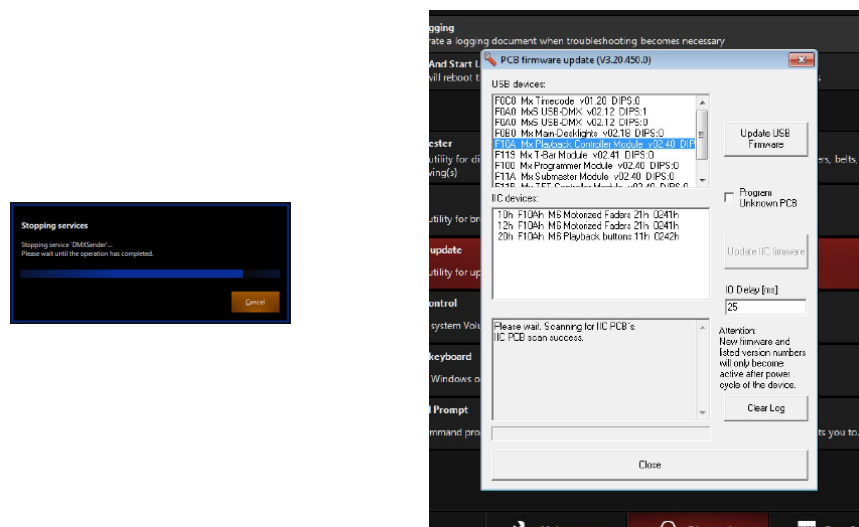 Stopping services
Stopping service 'DMXSender'...
Please wait until the operation has completed.
Cancel
gging
rate a logging document when troubleshooting becomes necessary
And Start L
will reboot t
PCB firmware update (V3.20.450.0)
USB devices:
F0C8 Mx Timecode v01.20 DIPS:0
F0A0 Mx5 USB-DMX v02.12 DIPS:1
F0A0 Mx5 USB-DMX v02.12 DIPS:0
F0B0 Mx Main-Desklights v02.18 DIPS:0
F10A Mx Playback Controller Module v02.40 DIP
F119 Mx T-Bar Module v02.41 DIPS:0
F100 Mx Programmer Module v02.40 DIPS:0
F11A Mx Submaster Module v02.40 DIPS:0
Update USB Firmware
Program Unknown PCB
IIC devices:
10h F10Ah M6 Motorized Faders 21h 0241h
12h F10Ah M6 Motorized Faders 21h 0241h
20h F10Ah M6 Playback buttons 11h 0242h
Update IIC firmware
IO Delay [ms]:
25
Please wait. Scanning for IIC PCB's.
IIC PCB scan success.
Attention:
New firmware and
listed version numbers
will only become
active after power
cycle of the device.
Clear Log
Close
ester
utility for di
ers, belts,
wing(s)
utility for br
update
utility for up
ontrol
system Volu
keyboard
Windows o
Prompt
mmand pro
ts you to